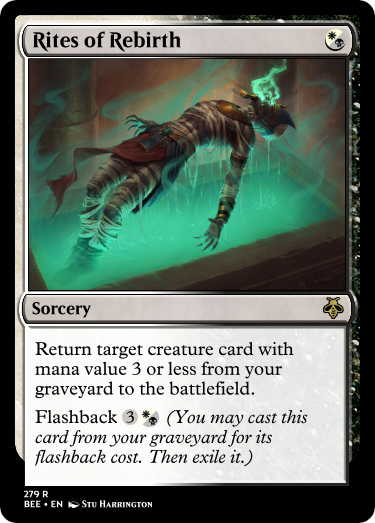 Rites of Rebirth
Sorcery
Return target creature card with
mana value 3 or less from your
graveyard to the battlefield.
Flashback 3 (You may cast this
card from your graveyard for its
flashback cost. Then exile it.)
279 R
BEE • EN Stu Harrington